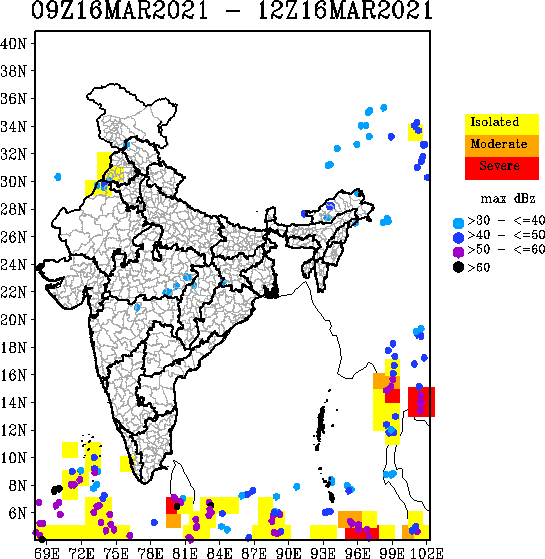 09Z16MAR2021 - 12Z16MAR2021
40N
38N
36N
34N
32N
30N
28N
26N
24N
22N
20N
18N
16N
14N
12N
10N
8N
6N
69E 72E 75E 78E 81E 84E 87E 90E 93E 96E 99E 102E
Isolated
Moderate
Severe
max dBz
>30 - <=40
>40 - <=50
>50 - <=60
>60